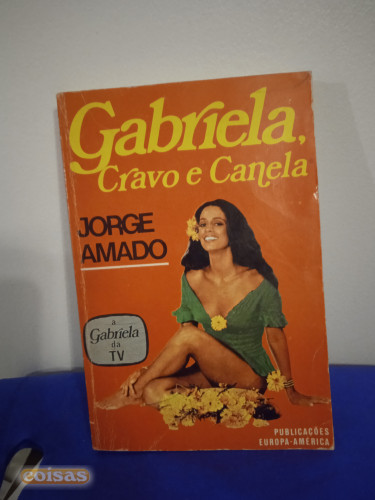 Gabriela,
Cravo e Canela
JORGE
AMADO
a
Gabriela
da
TV
PUBLICAÇÕES
EUROPA-AMÉRICA
coisas